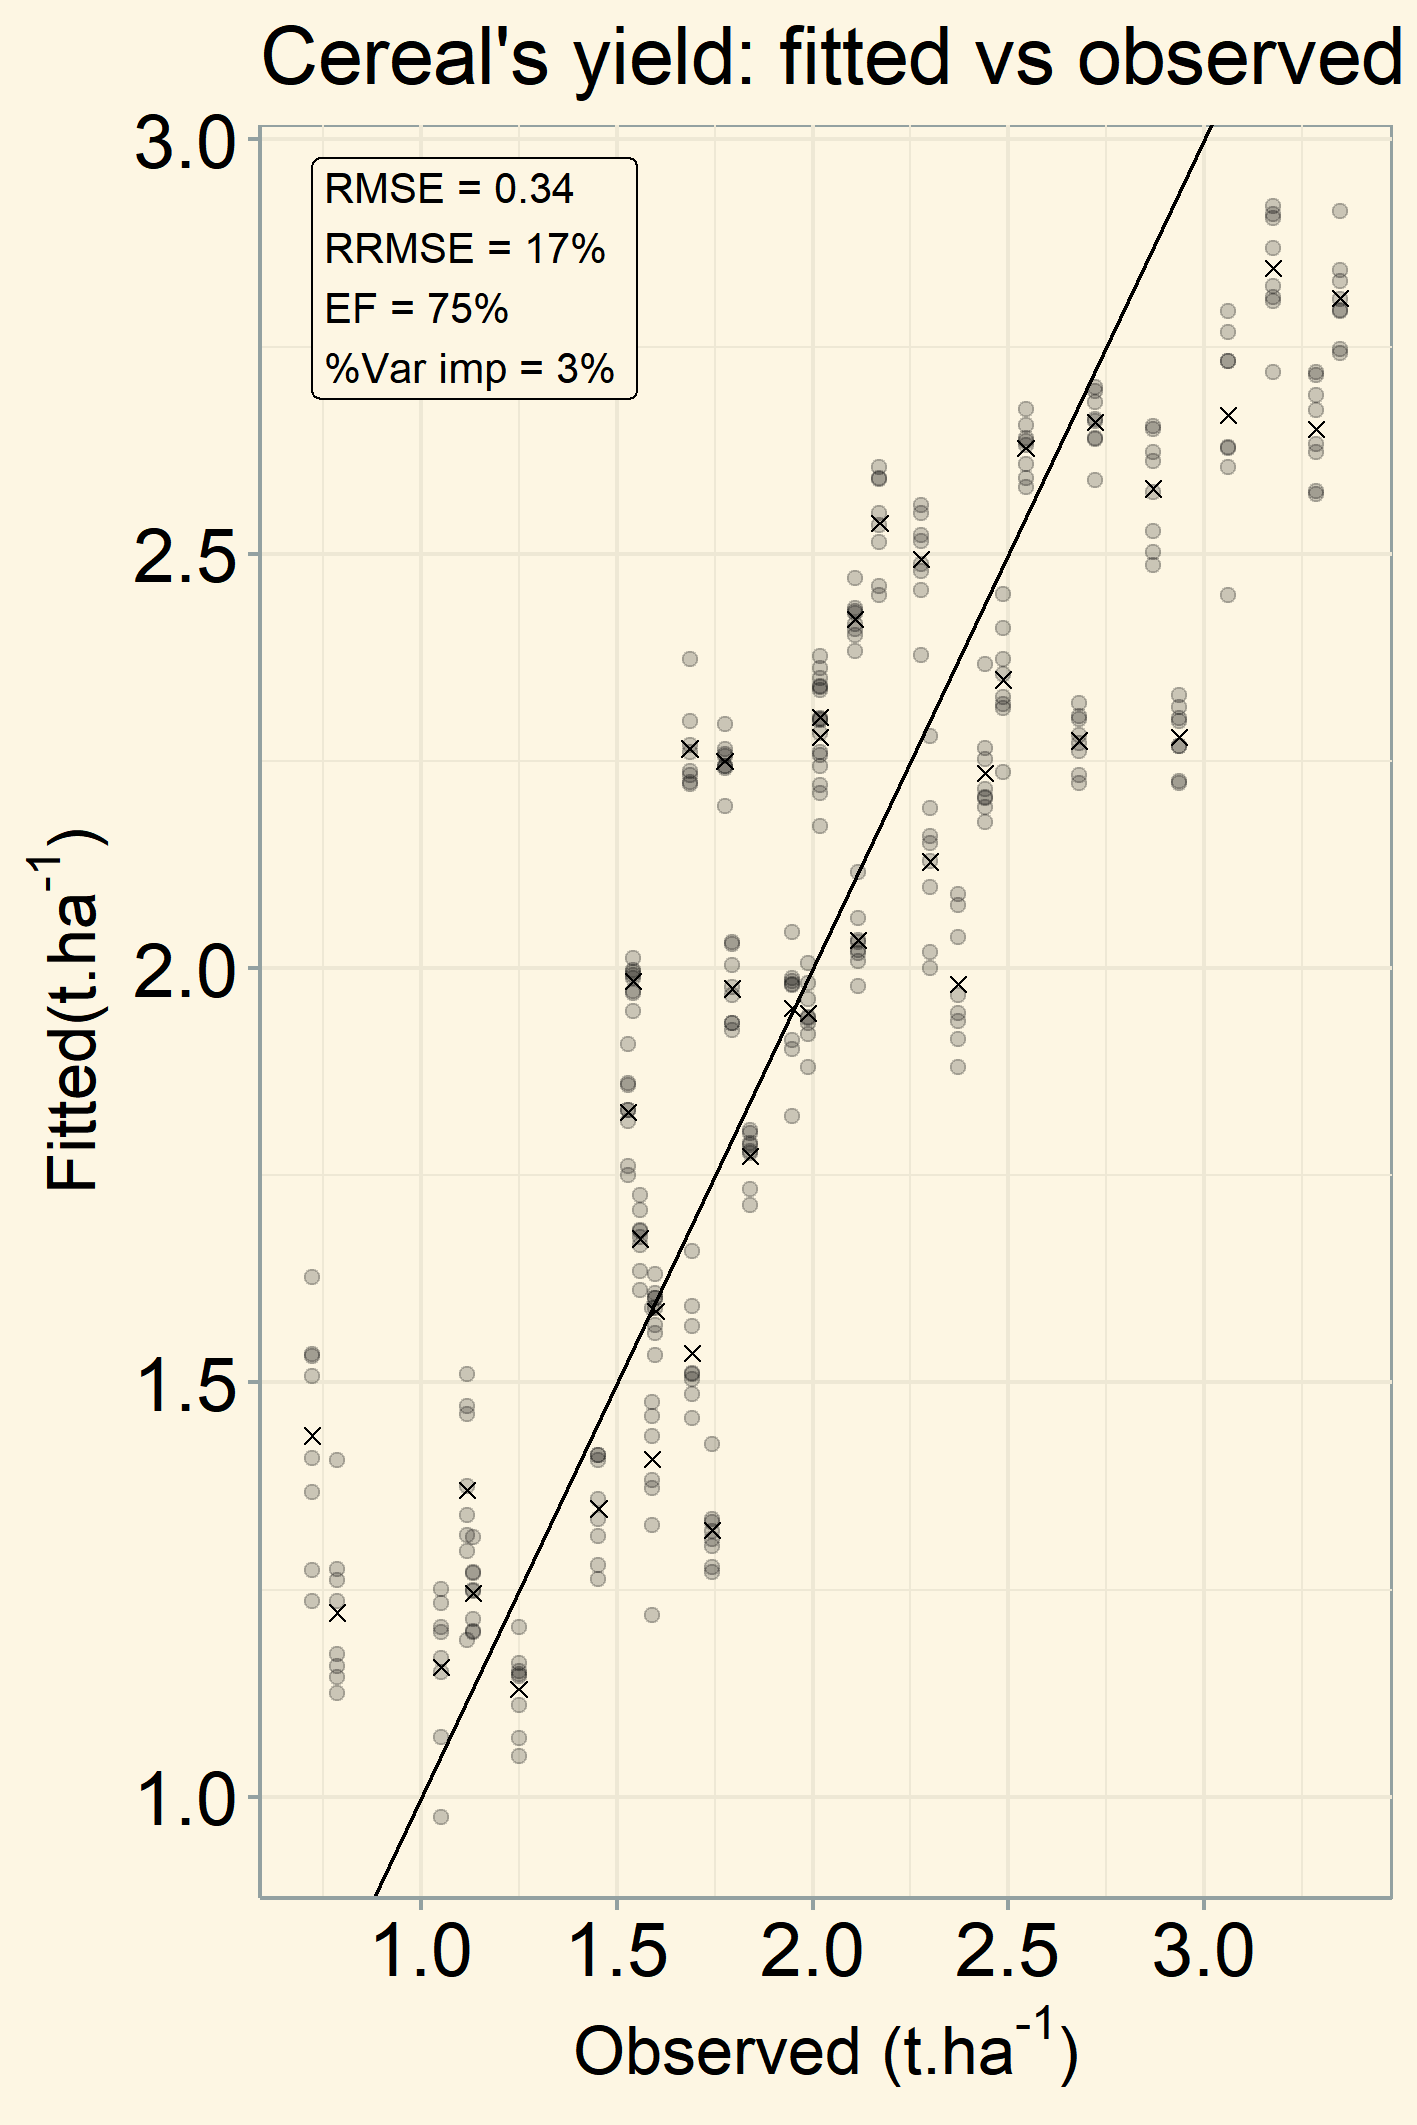 Cereal's yield: fitted vs observed
3.0
RMSE = 0.34
RRMSE = 17%
EF = 75%
%Var imp = 3%
2.5
2.0
1.5
1.0
Fitted(t.ha⁻¹)
1.0 1.5 2.0 2.5 3.0
Observed (t.ha⁻¹)